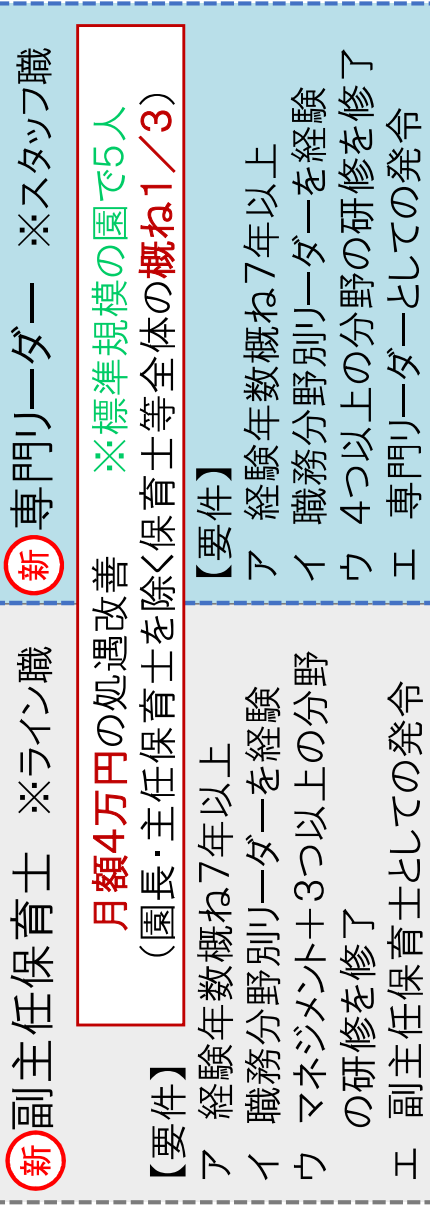 新 副主任保育士 ※ライン職
新 専門リーダー ※スタッフ職
月額4万円の処遇改善 ※標準規模の園で5人
（園長・主任保育士を除く保育士等全体の概ね1／3）
【要件】
ア 経験年数概ね7年以上
イ 職務分野別リーダーを経験
ウ マネジメント＋3つ以上の分野
の研修を修了
エ 副主任保育士としての発令
【要件】
ア 経験年数概ね7年以上
イ 職務分野別リーダーを経験
ウ 4つ以上の分野の研修を修了
エ 専門リーダーとしての発令